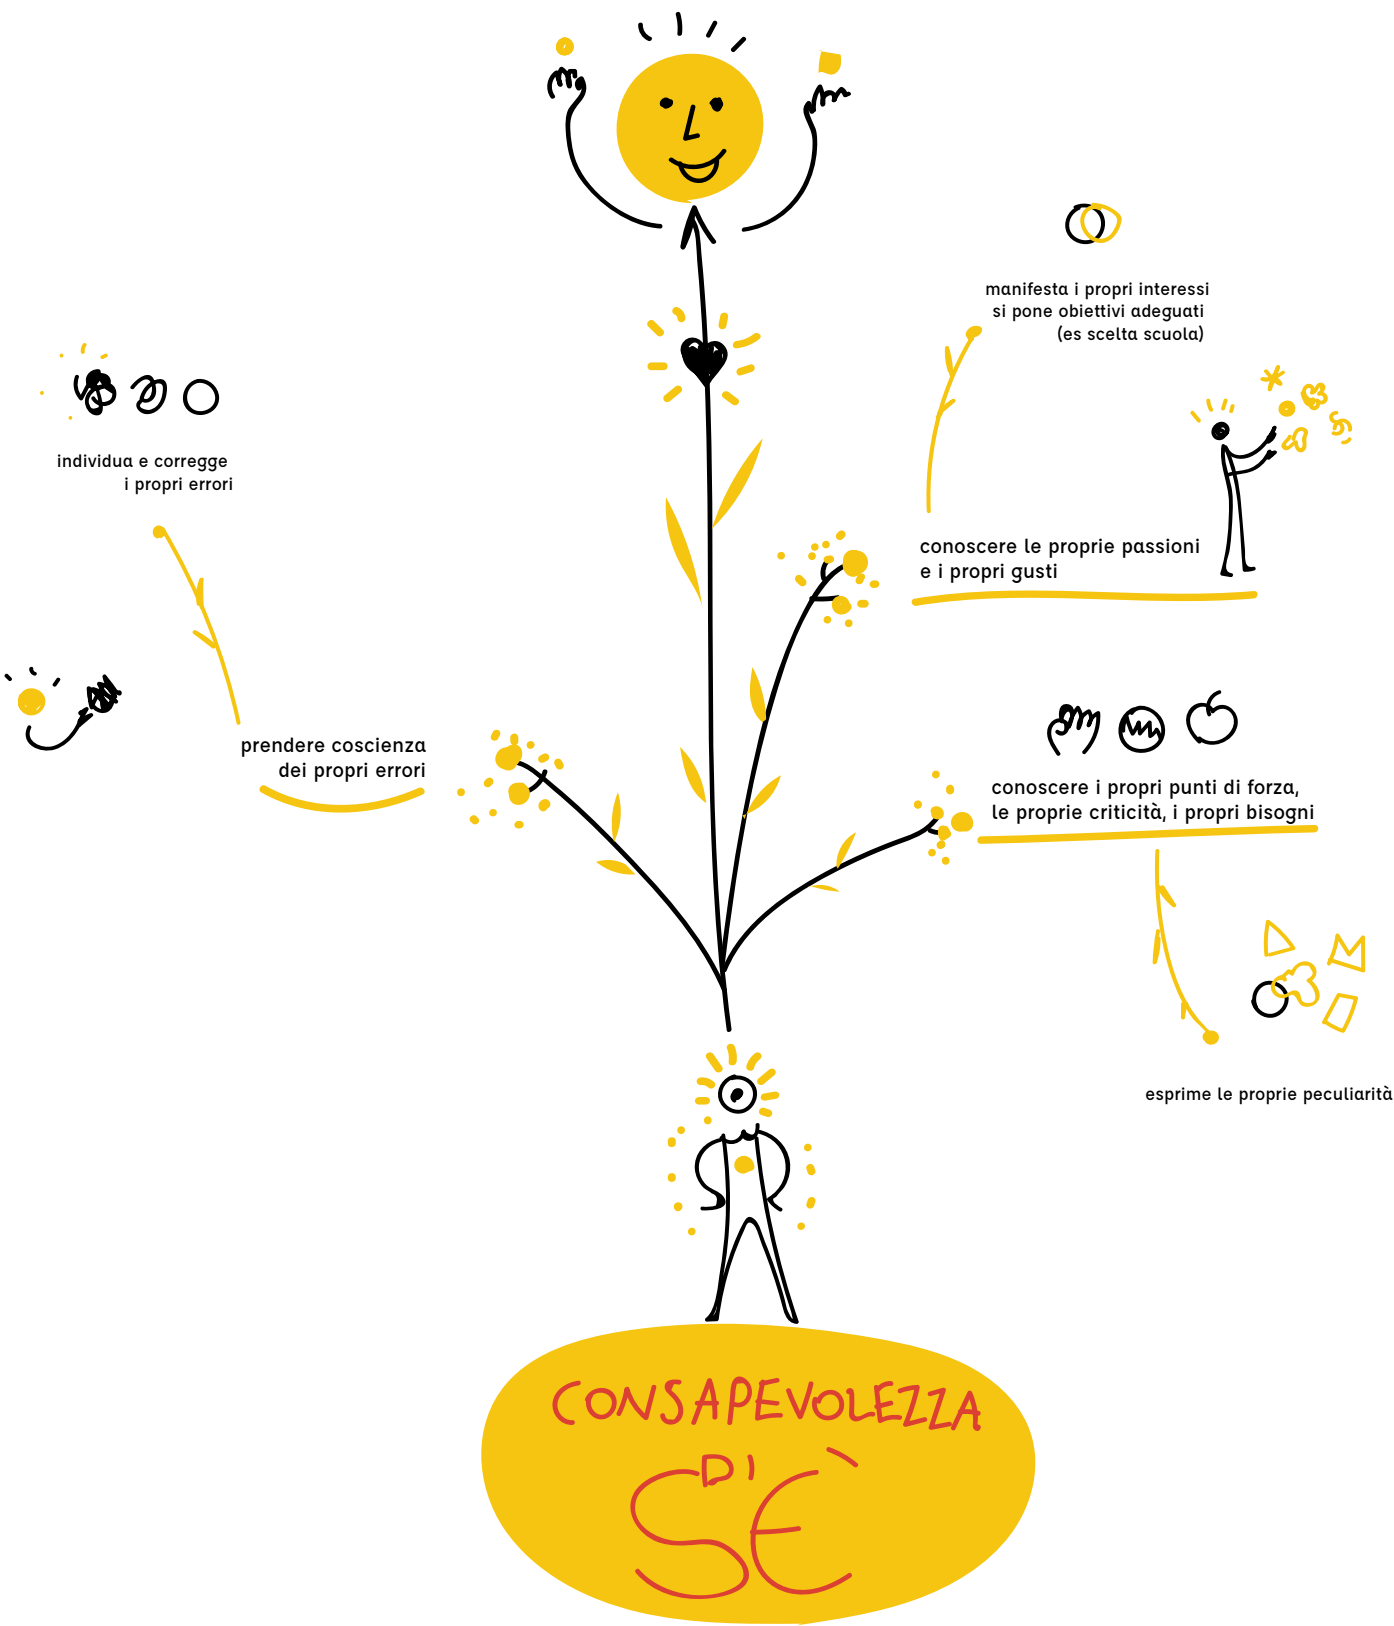 manifesta i propri interessi
si pone obiettivi adeguati
(es scelta scuola)
individua e corregge
i propri errori
conoscere le proprie passioni
e i propri gusti
prendere coscienza
dei propri errori
conoscere i propri punti di forza,
le proprie criticità, i propri bisogni
esprime le proprie peculiarità
CONSAPEVOLEZZA
DI
SÈ